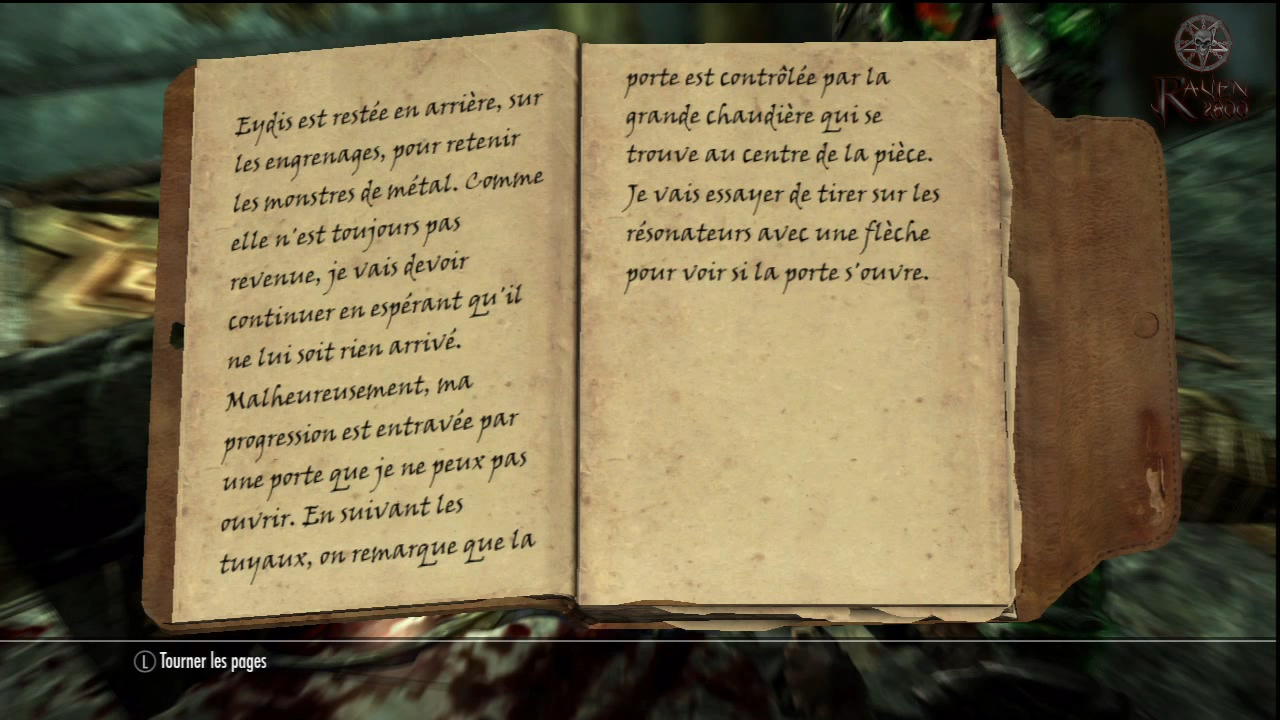 Eydis est restée en arrière, sur
les engrenages, pour retenir
les monstres de métal. Comme
elle n'est toujours pas
revenue, je vais devoir
continuer en espérant qu'il
ne lui soit rien arrivé.
Malheureusement, ma
progression est entravée par
une porte que je ne peux pas
ouvrir. En suivant les
tuyaux, on remarque que la
porte est contrôlée par la
grande chaudière qui se
trouve au centre de la pièce.
Je vais essayer de tirer sur les
résonateurs avec une flèche
pour voir si la porte s'ouvre.
RAVEN
2800
L Tourner les pages